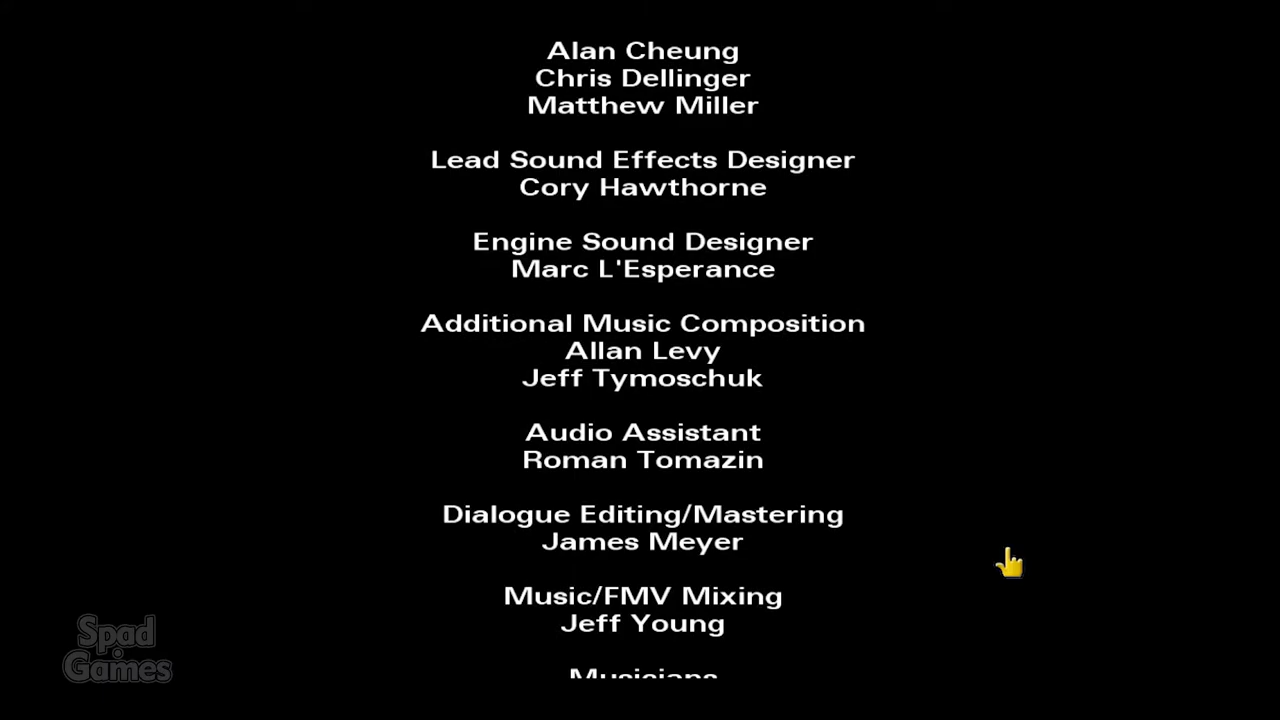 Alan Cheung
Chris Dellinger
Matthew Miller
Lead Sound Effects Designer
Cory Hawthorne
Engine Sound Designer
Marc L'Esperance
Additional Music Composition
Allan Levy
Jeff Tymoschuk
Audio Assistant
Roman Tomazin
Dialogue Editing/Mastering
James Meyer
Music/FMV Mixing
Jeff Young
Musicians
Spad
Games